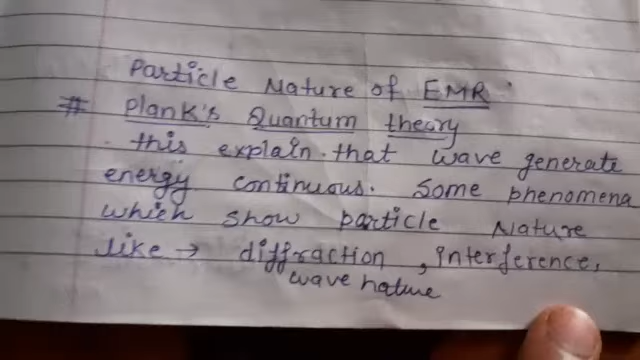 Particle Nature of EMR
# Plank's Quantum theory
this explain that wave generate
energy continuous. Some phenomena
which show particle Nature
like → diffraction, interference,
wave nature